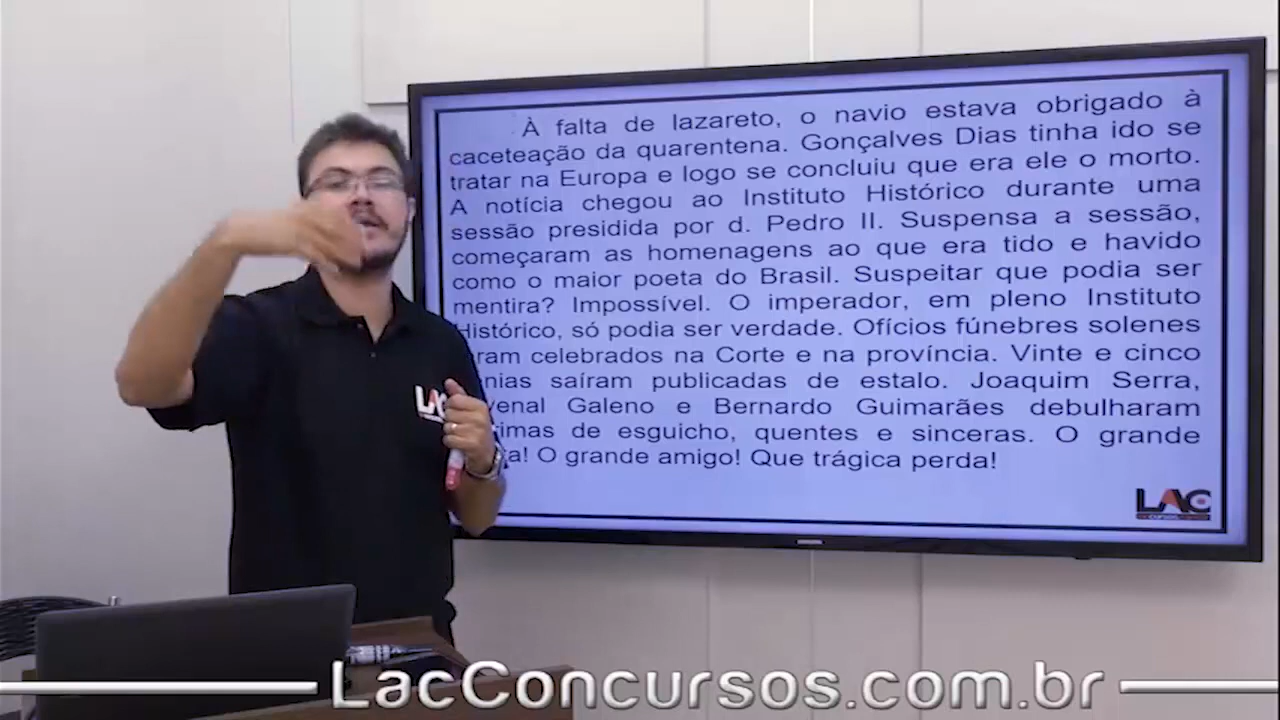 À falta de lazareto, o navio estava obrigado à
caceteação da quarentena. Gonçalves Dias tinha ido se
tratar na Europa e logo se concluiu que era ele o morto.
A notícia chegou ao Instituto Histórico durante uma
sessão presidida por d. Pedro II. Suspensa a sessão,
começaram as homenagens ao que era tido e havido
como o maior poeta do Brasil. Suspeitar que podia ser
mentira? Impossível. O imperador, em pleno Instituto
Histórico, só podia ser verdade. Ofícios fúnebres solenes
celebrados na Corte e na província. Vinte e cinco
saíram publicadas de estalo. Joaquim Serra,
Galeno e Bernardo Guimarães debulharam
de esguicho, quentes e sinceras. O grande
O grande amigo! Que trágica perda!
LAC
CONCURSOS
LAC
LacConcursos.com.br